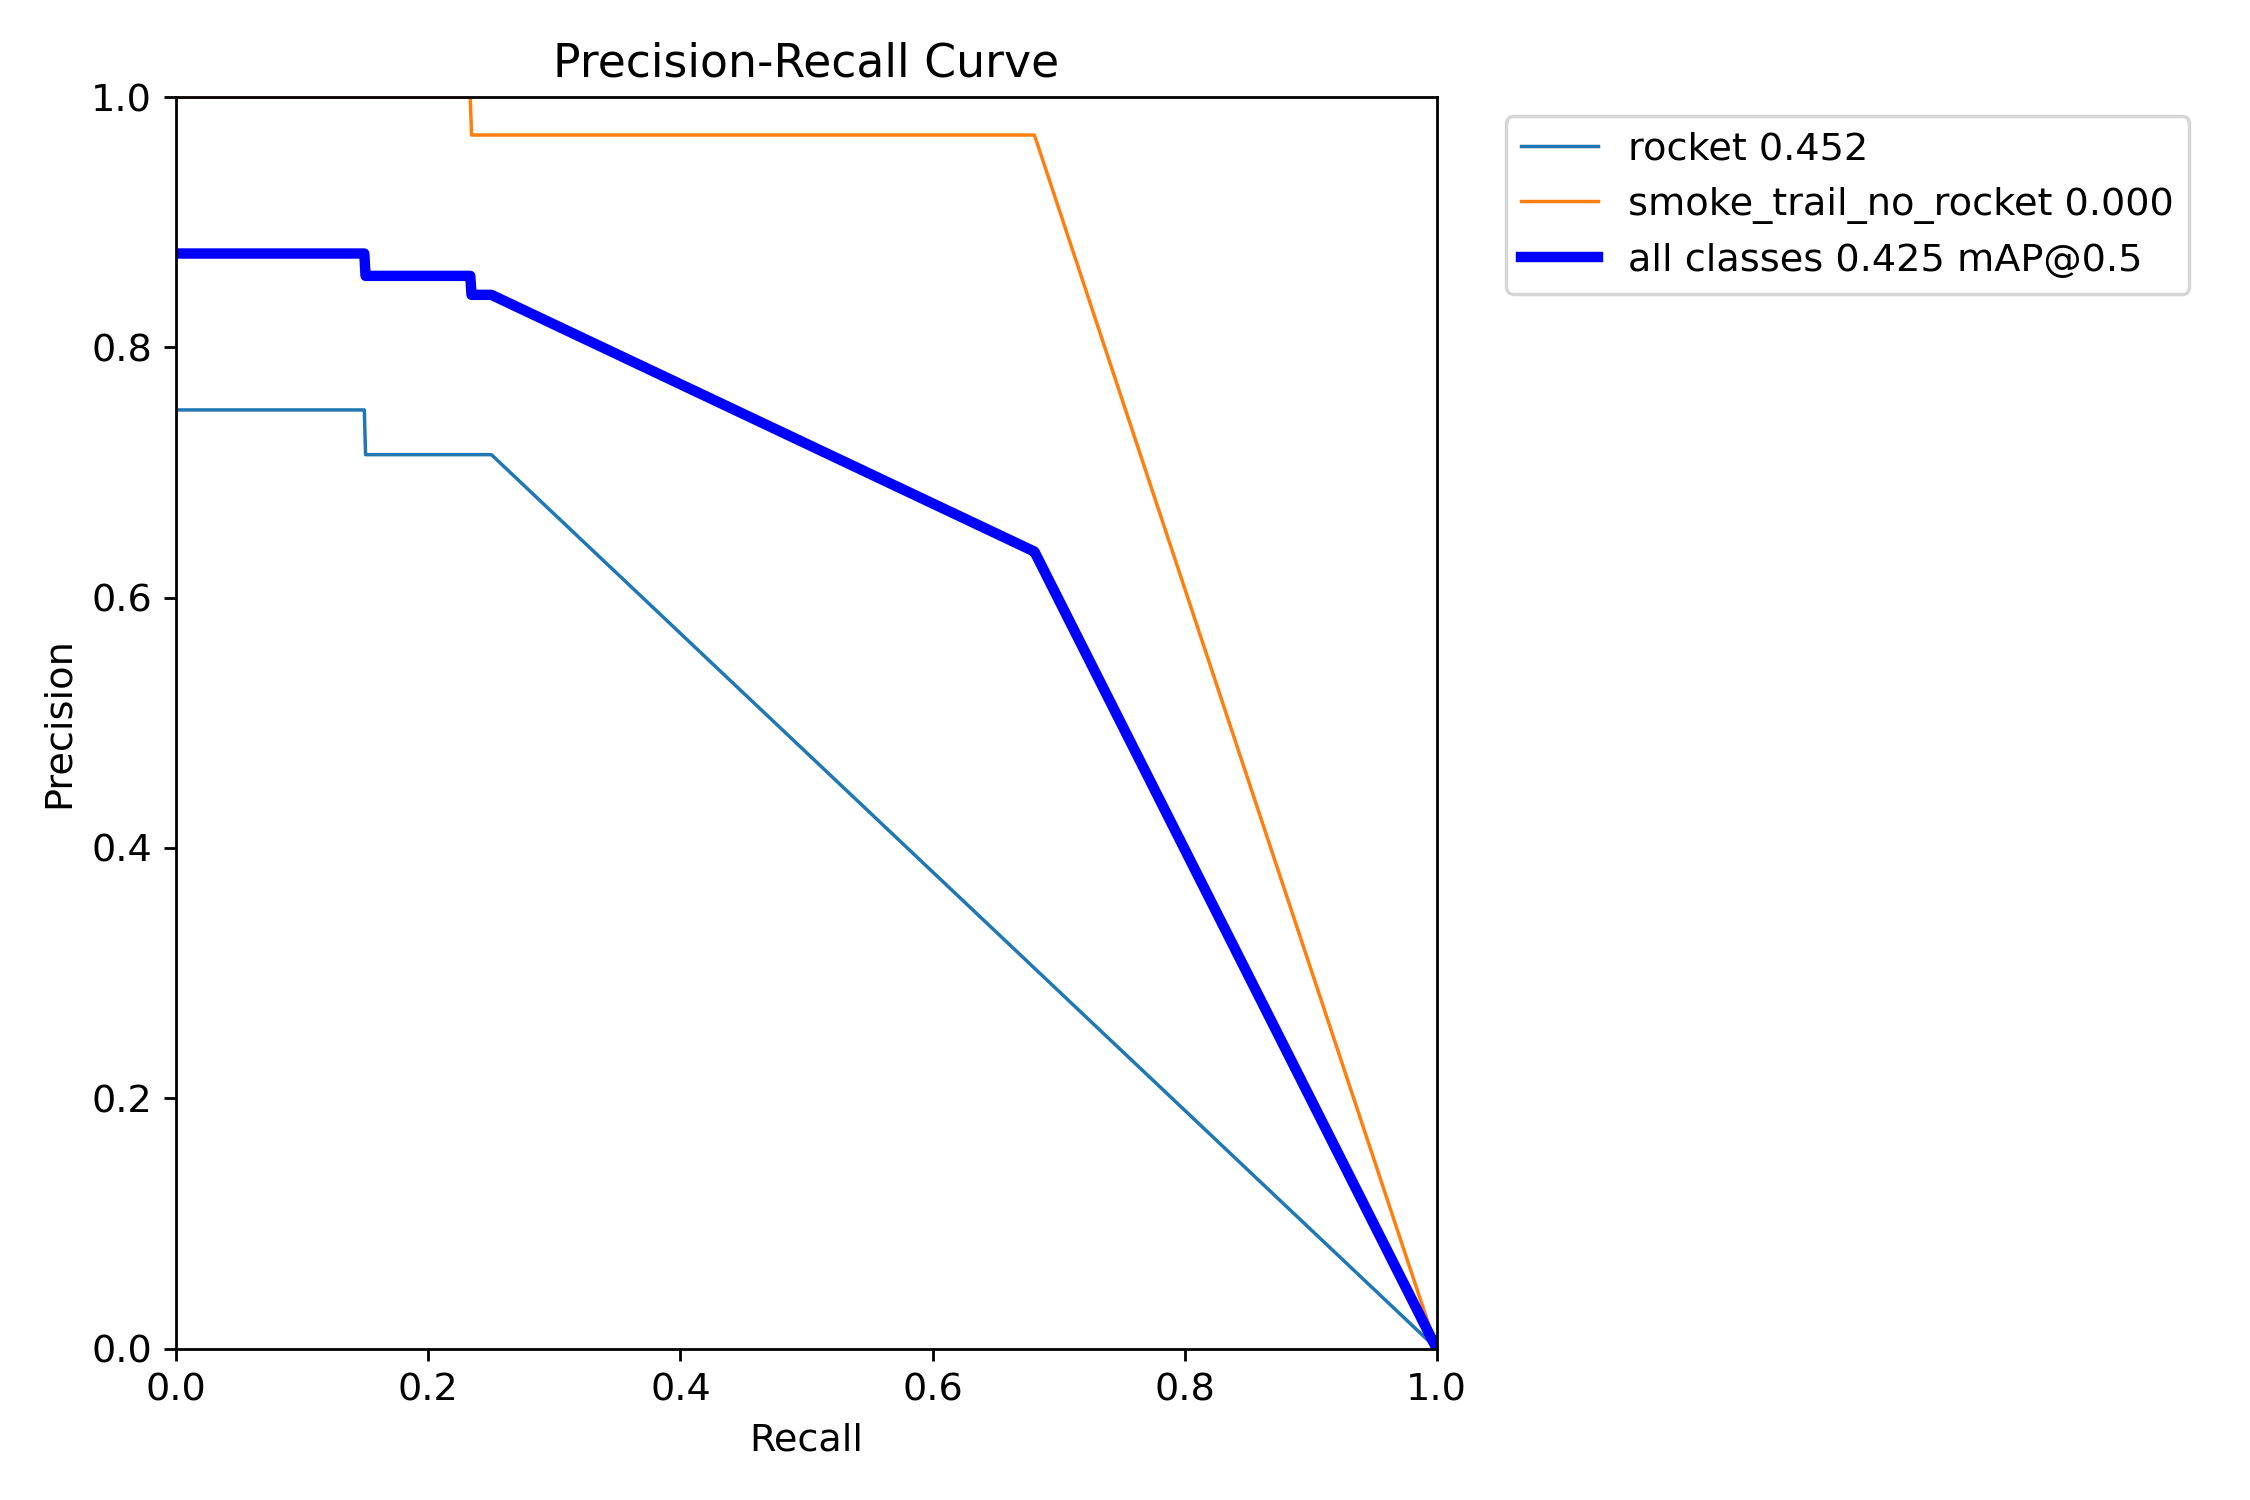 Precision-Recall Curve
rocket 0.452
smoke_trail_no_rocket 0.000
all classes 0.425 mAP@0.5
Precision
1.0
0.8
0.6
0.4
0.2
0.0
0.0 0.2 0.4 0.6 0.8 1.0
Recall